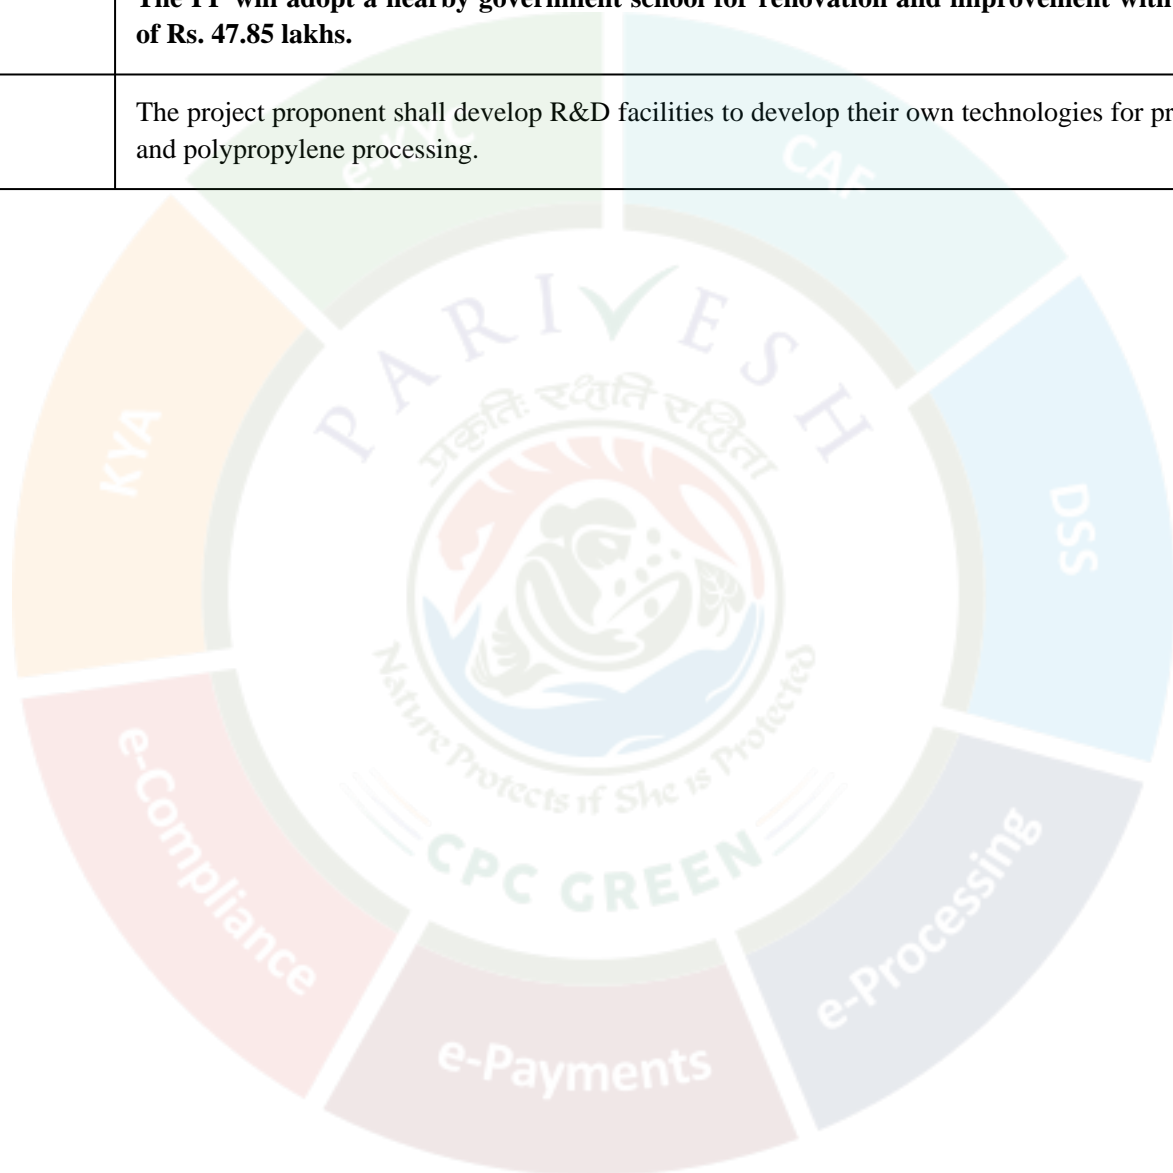 The PP will adopt a nearby government school for renovation and improvement with
of Rs. 47.85 lakhs.
The project proponent shall develop R&D facilities to develop their own technologies for pr
and polypropylene processing.
e-KYC
CAF
KYA
DSS
PARIVESH
प्रकृतिः रक्षति रक्षिता
Nature Protects if She is Protected
CPC GREEN
e-Compliance
e-Processing
e-Payments